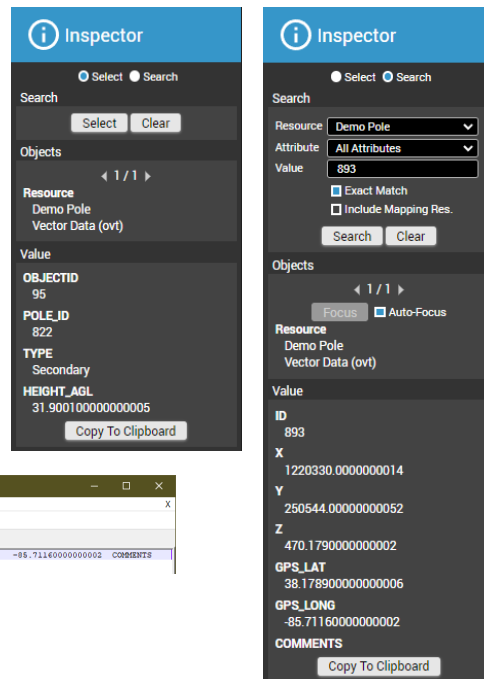 Inspector
Select Search
Search
Select Clear
Objects
1 / 1
Resource
Demo Pole
Vector Data (ovt)
Value
OBJECTID
95
POLE_ID
822
TYPE
Secondary
HEIGHT_AGL
31.900100000000005
Copy To Clipboard
X
-85.71160000000002 COMMENTS
Inspector
Select Search
Search
Resource Demo Pole
Attribute All Attributes
Value 893
Exact Match
Include Mapping Res.
Search Clear
Objects
1 / 1
Focus Auto-Focus
Resource
Demo Pole
Vector Data (ovt)
Value
ID
893
X
1220330.0000000014
Y
250544.00000000052
Z
470.1790000000002
GPS_LAT
38.178900000000006
GPS_LONG
-85.71160000000002
COMMENTS
Copy To Clipboard